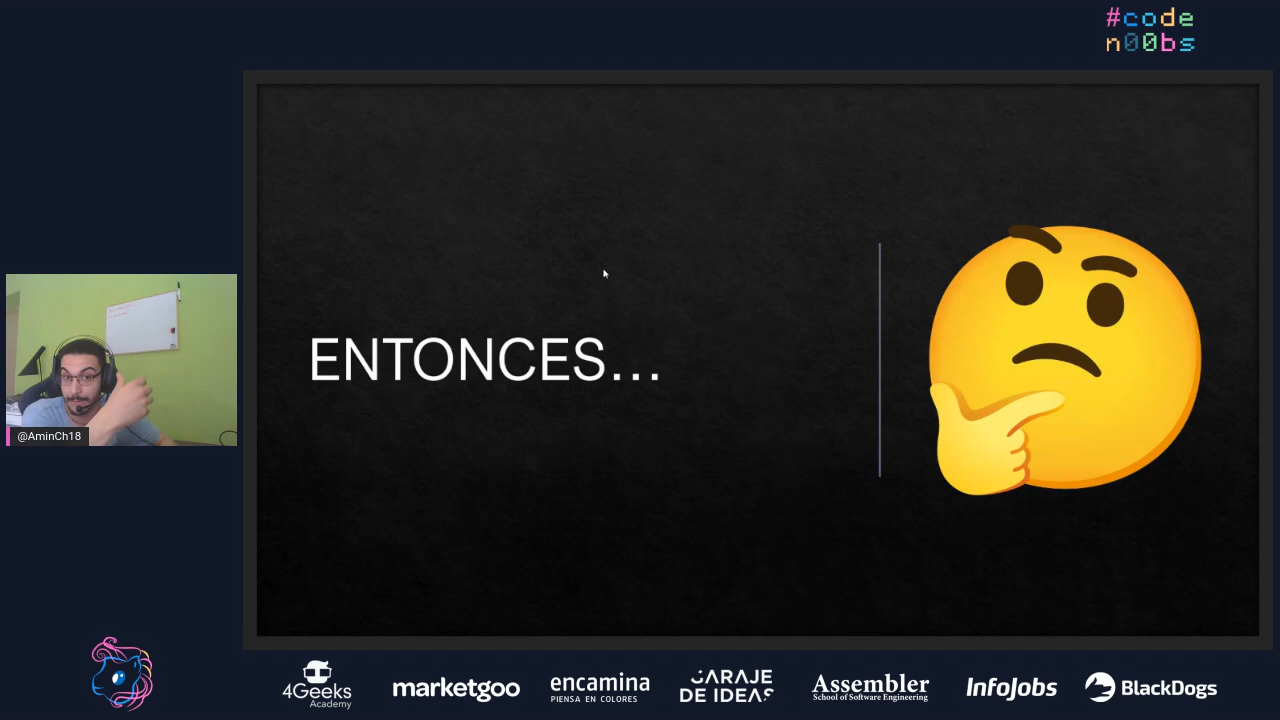 #code
n00bs
ENTONCES...
@AminCh18
4Geeks
Academy
marketgoo
encamina
PIENSA EN COLORES
GARAJE
DE IDEAS
Assembler
School of Software Engineering
InfoJobs
BlackDogs